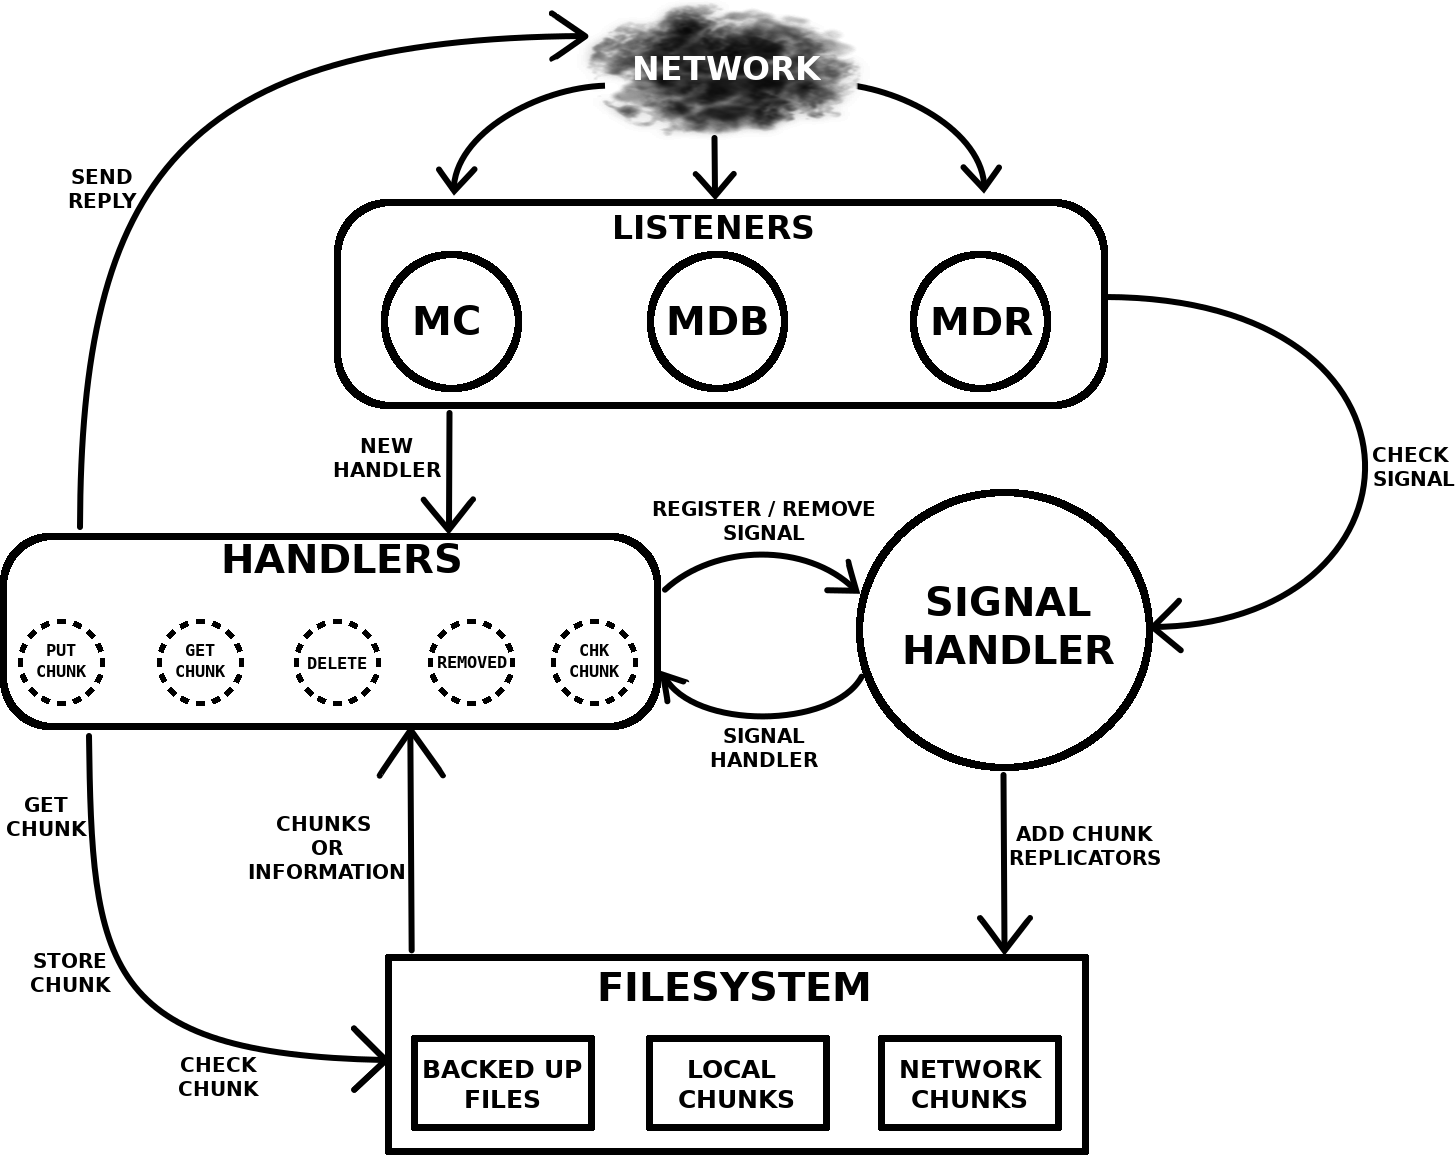 NETWORK
SEND
REPLY
LISTENERS
MC
MDB
MDR
NEW
HANDLER
CHECK
SIGNAL
REGISTER / REMOVE
SIGNAL
HANDLERS
PUT
CHUNK
GET
CHUNK
DELETE
REMOVED
CHK
CHUNK
SIGNAL
HANDLER
SIGNAL
HANDLER
GET
CHUNK
CHUNKS
OR
INFORMATION
ADD CHUNK
REPLICATORS
STORE
CHUNK
CHECK
CHUNK
FILESYSTEM
BACKED UP
FILES
LOCAL
CHUNKS
NETWORK
CHUNKS